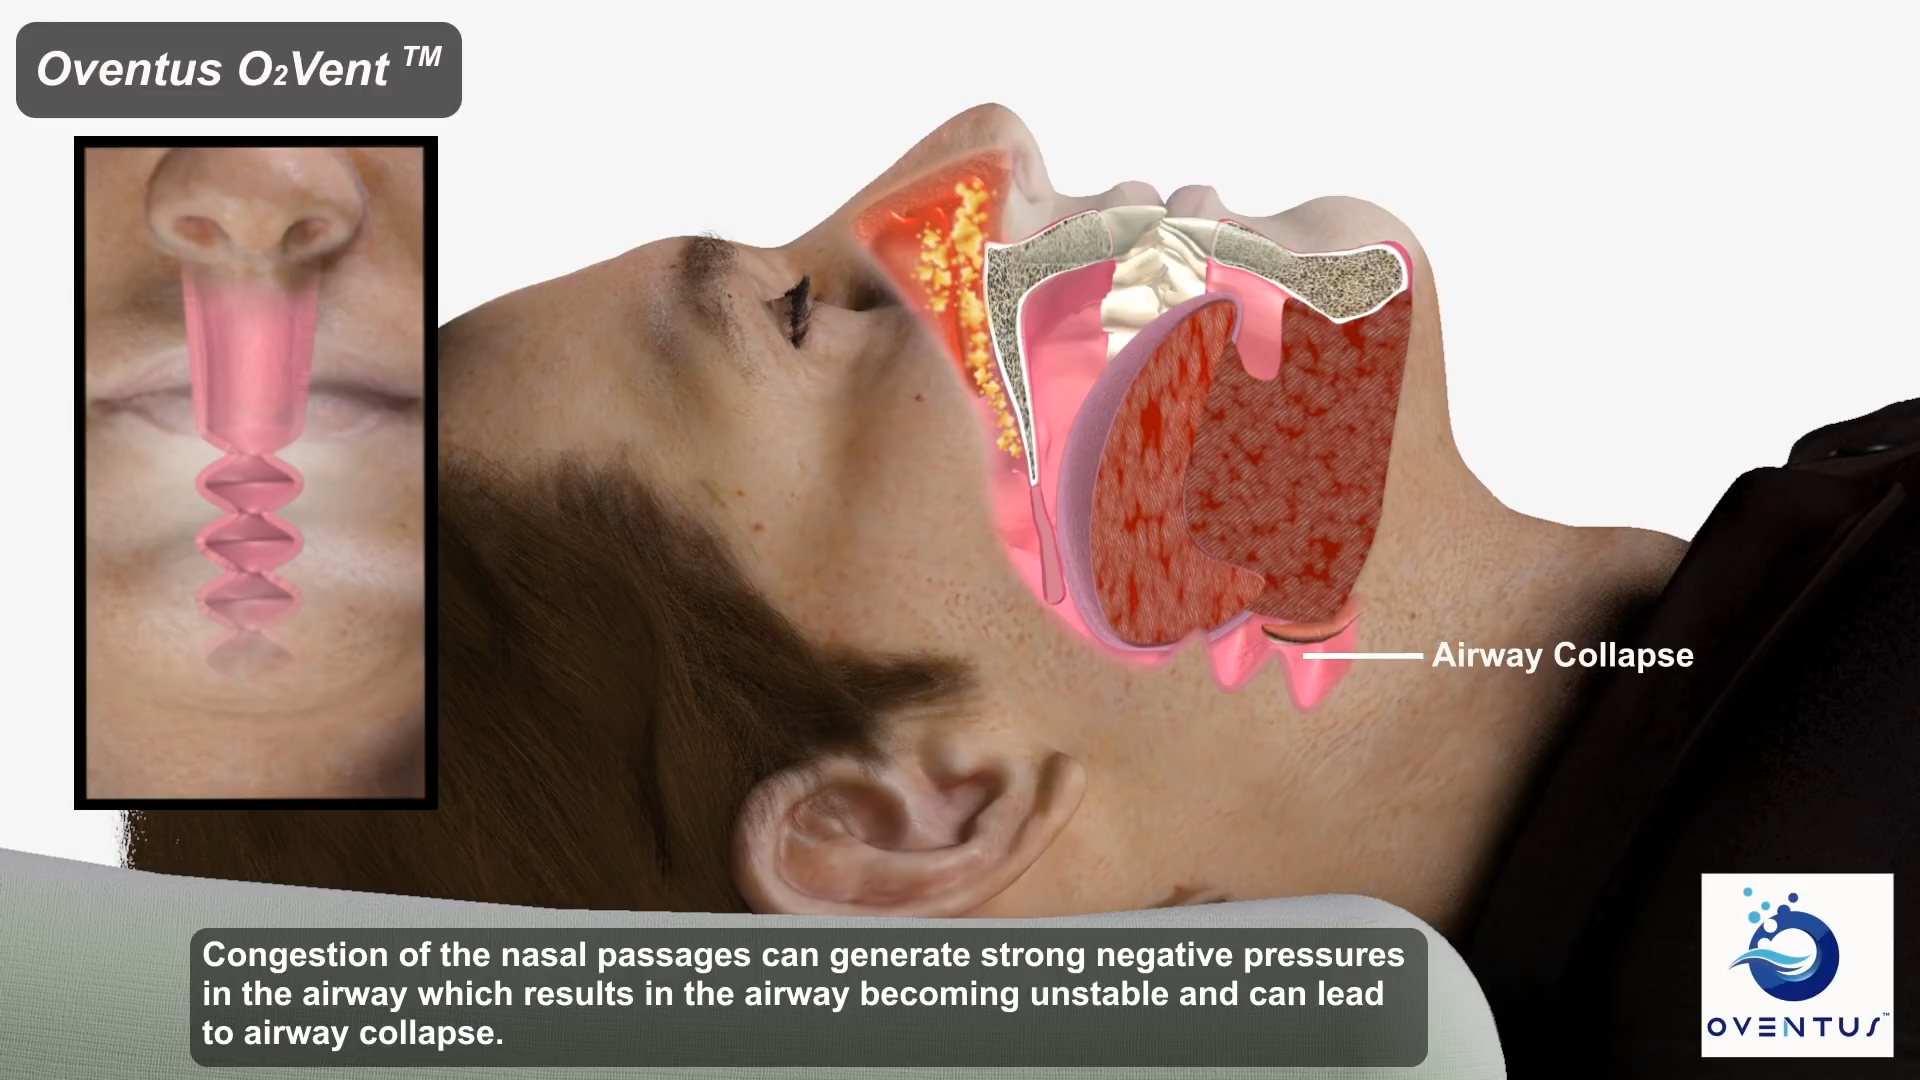 Oventus O₂Vent ™
Airway Collapse
Congestion of the nasal passages can generate strong negative pressures
in the airway which results in the airway becoming unstable and can lead
to airway collapse.
OVENTUS™